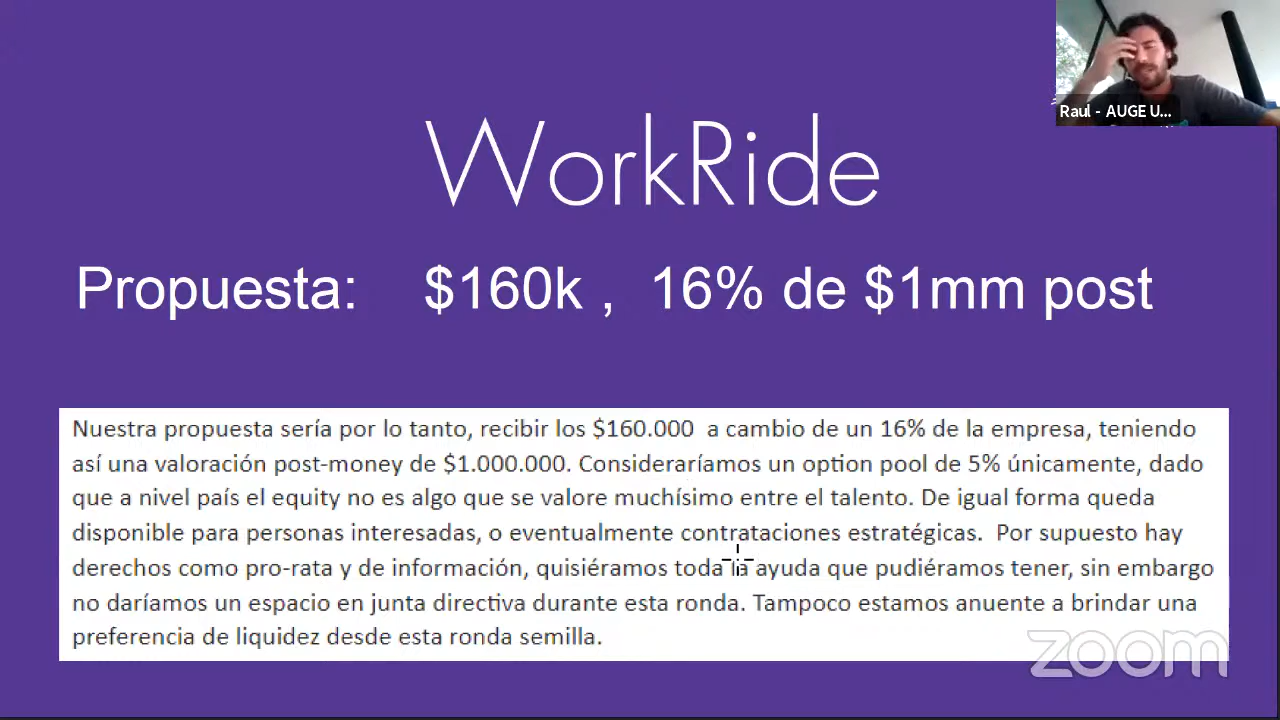 Raul - AUGE U...
WorkRide
Propuesta: $160k , 16% de $1mm post
Nuestra propuesta sería por lo tanto, recibir los $160.000 a cambio de un 16% de la empresa, teniendo
así una valoración post-money de $1.000.000. Consideraríamos un option pool de 5% únicamente, dado
que a nivel país el equity no es algo que se valore muchísimo entre el talento. De igual forma queda
disponible para personas interesadas, o eventualmente contrataciones estratégicas. Por supuesto hay
derechos como pro-rata y de información, quisiéramos toda la ayuda que pudiéramos tener, sin embargo
no daríamos un espacio en junta directiva durante esta ronda. Tampoco estamos anuente a brindar una
preferencia de liquidez desde esta ronda semilla.
zoom